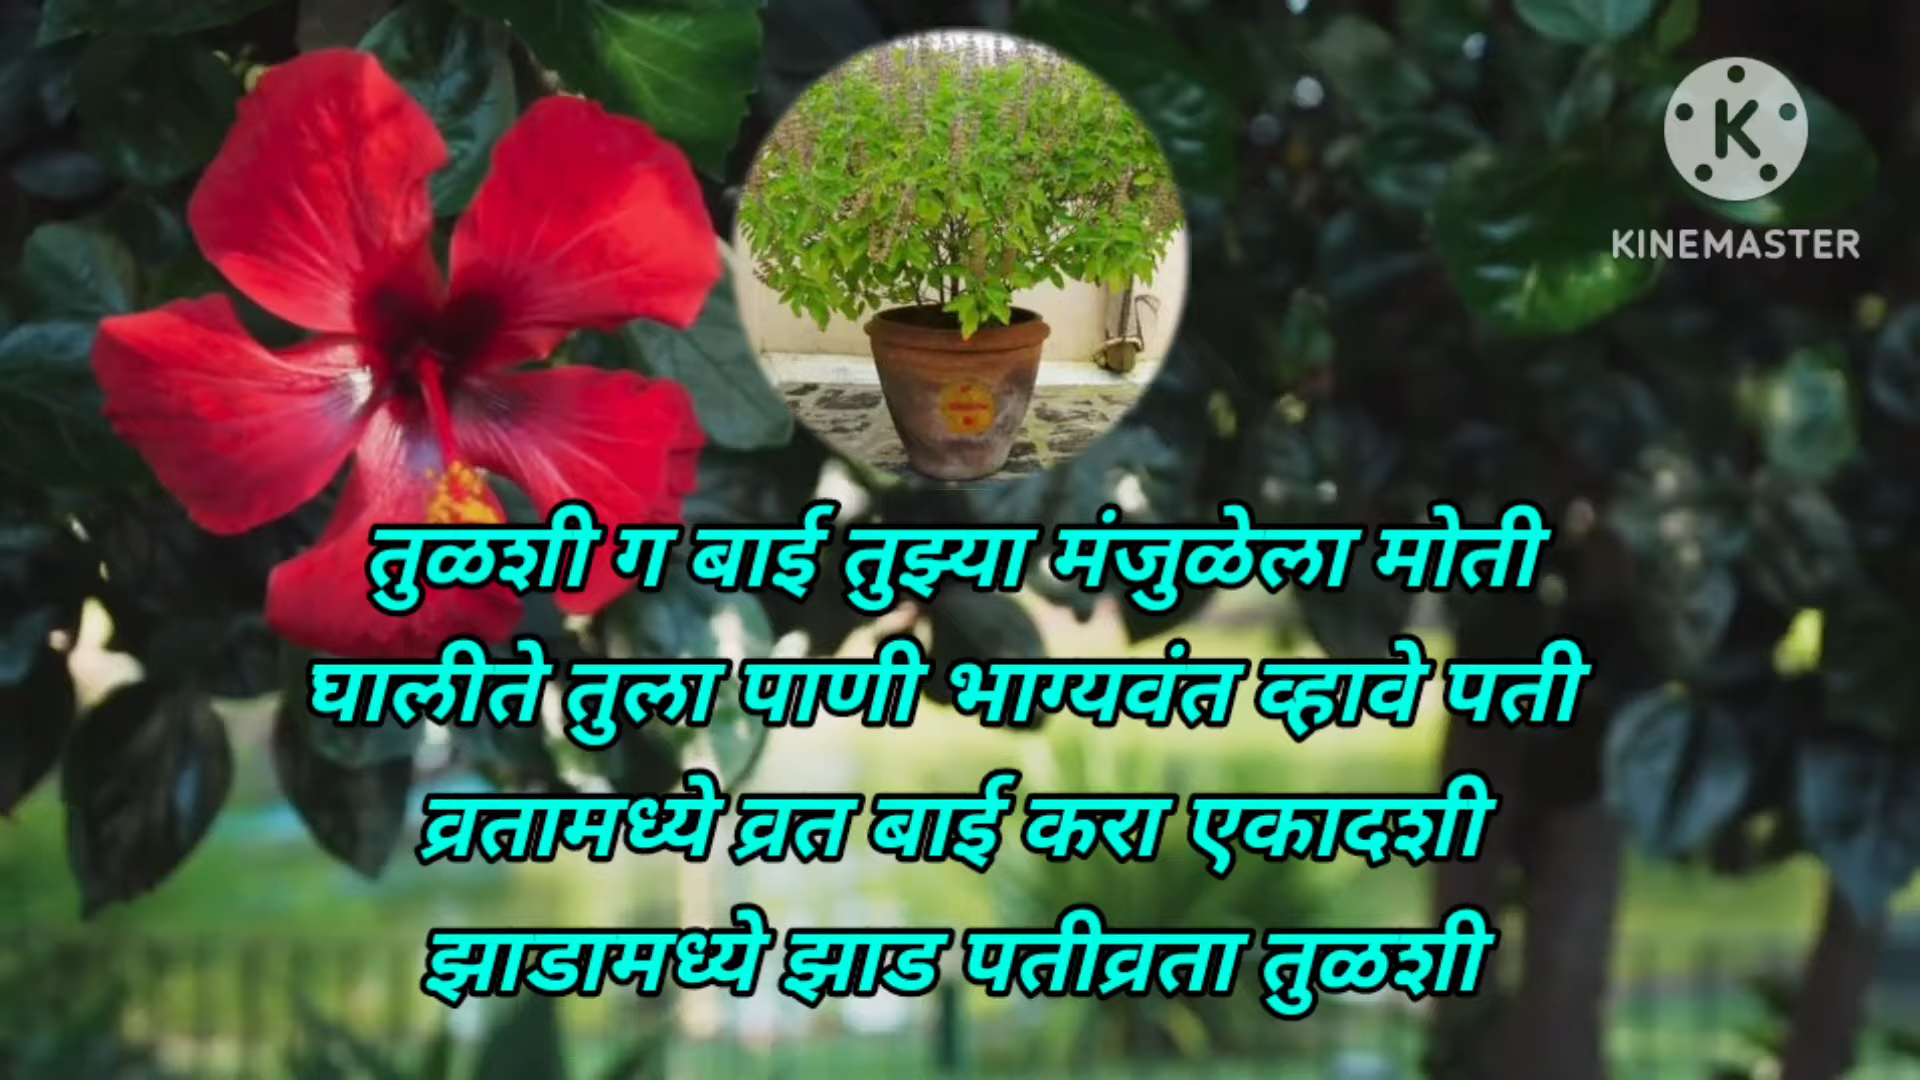 KINEMASTER
तुळशी ग बाई तुझ्या मंजुळेला मोती
घालीते तुला पाणी भाग्यवंत व्हावे पती
व्रतामध्ये व्रत बाई करा एकादशी
झाडामध्ये झाड पतीव्रता तुळशी